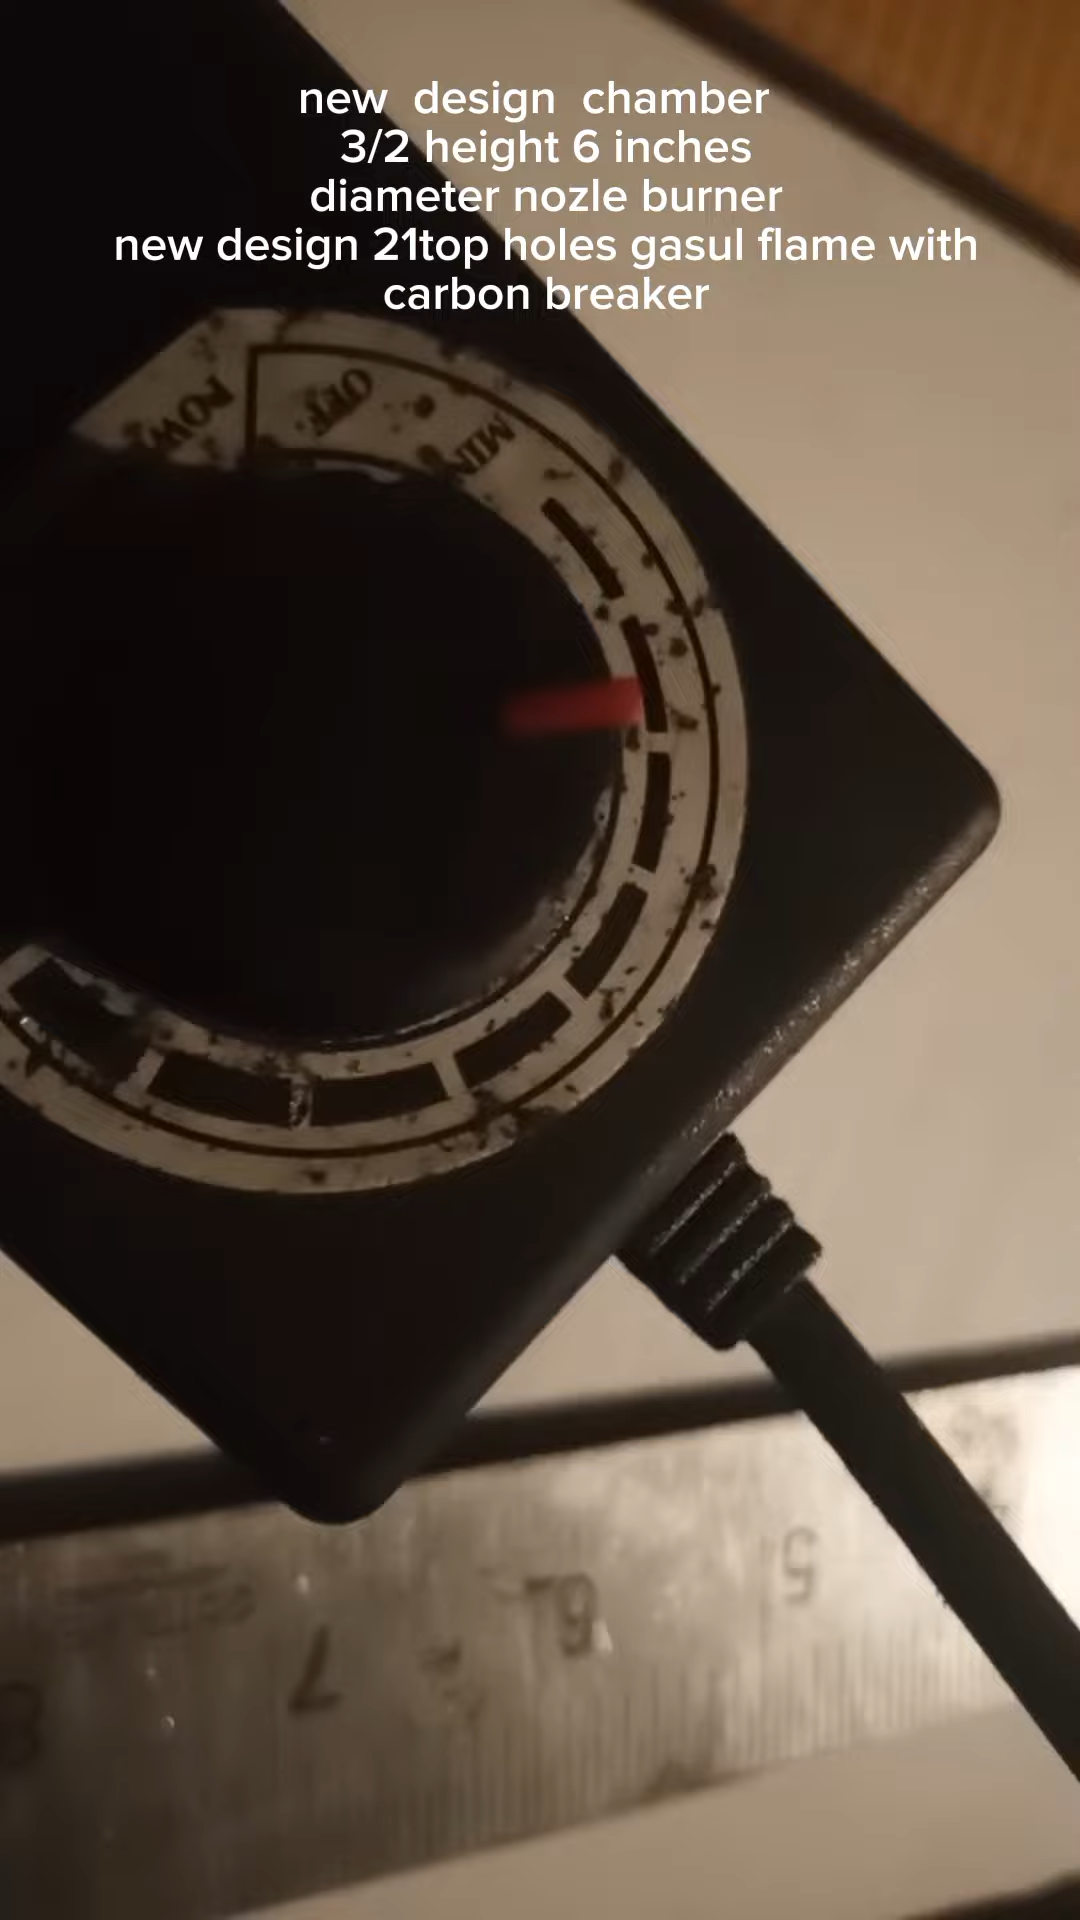 new design chamber
3/2 height 6 inches
diameter nozle burner
new design 21top holes gasul flame with
carbon breaker
OFF
MIN
5
6
7
8